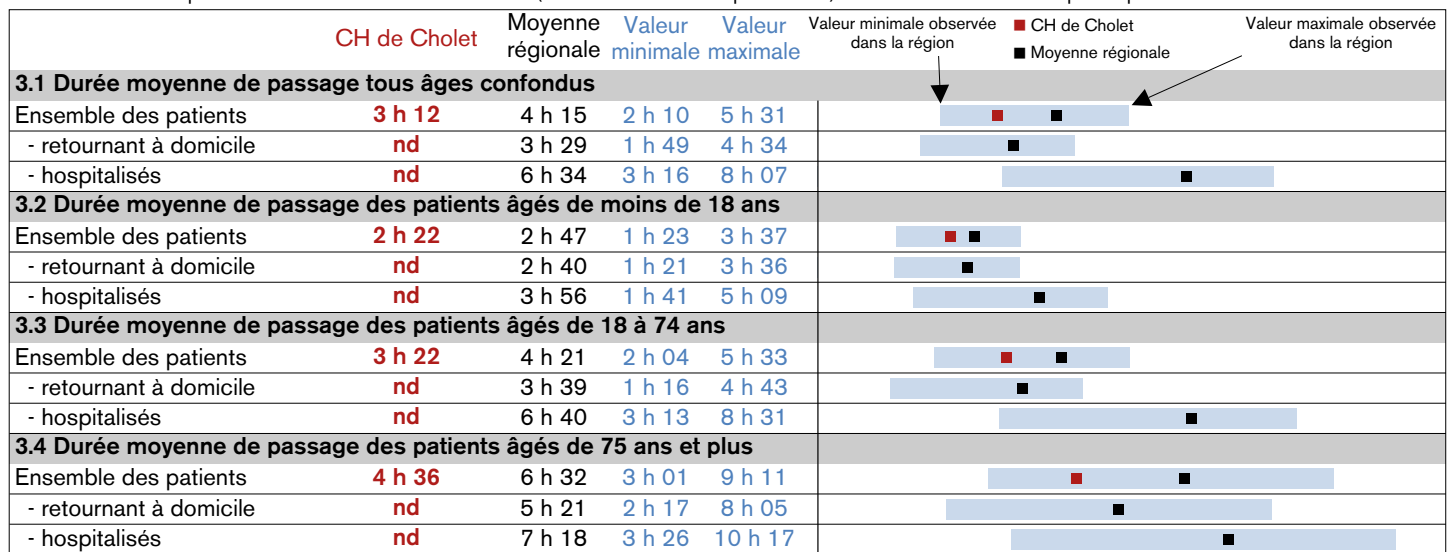 CH de Cholet Moyenne régionale Valeur minimale Valeur maximale Valeur minimale observée dans la région CH de Cholet Moyenne régionale Valeur maximale observée dans la région
3.1 Durée moyenne de passage tous âges confondus
Ensemble des patients 3 h 12 4 h 15 2 h 10 5 h 31
- retournant à domicile nd 3 h 29 1 h 49 4 h 34
- hospitalisés nd 6 h 34 3 h 16 8 h 07
3.2 Durée moyenne de passage des patients âgés de moins de 18 ans
Ensemble des patients 2 h 22 2 h 47 1 h 23 3 h 37
- retournant à domicile nd 2 h 40 1 h 21 3 h 36
- hospitalisés nd 3 h 56 1 h 41 5 h 09
3.3 Durée moyenne de passage des patients âgés de 18 à 74 ans
Ensemble des patients 3 h 22 4 h 21 2 h 04 5 h 33
- retournant à domicile nd 3 h 39 1 h 16 4 h 43
- hospitalisés nd 6 h 40 3 h 13 8 h 31
3.4 Durée moyenne de passage des patients âgés de 75 ans et plus
Ensemble des patients 4 h 36 6 h 32 3 h 01 9 h 11
- retournant à domicile nd 5 h 21 2 h 17 8 h 05
- hospitalisés nd 7 h 18 3 h 26 10 h 17